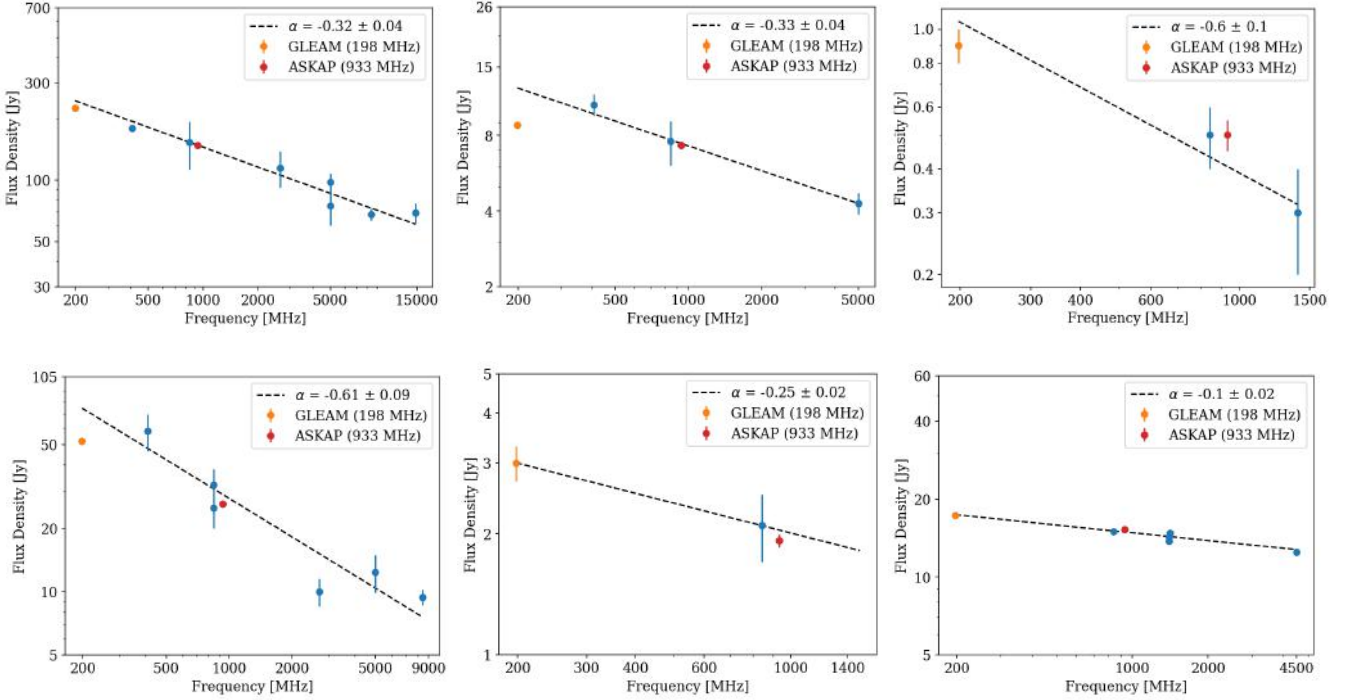 700
300
100
50
30
Flux Density [Jy]
200
500
1000
2000
5000
15000
Frequency [MHz]
α = -0.32 ± 0.04
GLEAM (198 MHz)
ASKAP (933 MHz)
26
15
8
4
2
Flux Density [Jy]
200
500
1000
2000
5000
Frequency [MHz]
α = -0.33 ± 0.04
GLEAM (198 MHz)
ASKAP (933 MHz)
1.0
0.8
0.6
0.4
0.3
0.2
Flux Density [Jy]
200
300
400
600
1000
1500
Frequency [MHz]
α = -0.6 ± 0.1
GLEAM (198 MHz)
ASKAP (933 MHz)
105
50
20
10
5
Flux Density [Jy]
200
500
1000
2000
5000
9000
Frequency [MHz]
α = -0.61 ± 0.09
GLEAM (198 MHz)
ASKAP (933 MHz)
5
4
3
2
1
Flux Density [Jy]
200
300
400
600
1000
1400
Frequency [MHz]
α = -0.25 ± 0.02
GLEAM (198 MHz)
ASKAP (933 MHz)
60
40
20
10
5
Flux Density [Jy]
200
1000
2000
4500
Frequency [MHz]
α = -0.1 ± 0.02
GLEAM (198 MHz)
ASKAP (933 MHz)